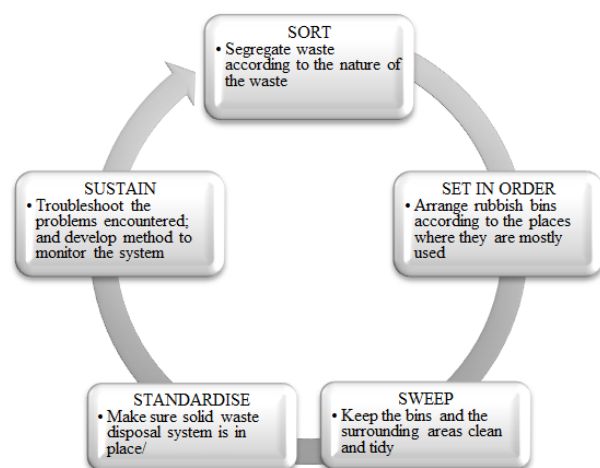 SORT
• Segregate waste
according to the nature of
the waste
SET IN ORDER
• Arrange rubbish bins
according to the places
where they are mostly
used
SWEEP
• Keep the bins and the
surrounding areas clean
and tidy
STANDARDISE
• Make sure solid waste
disposal system is in
place/
SUSTAIN
• Troubleshoot the
problems encountered;
and develop method to
monitor the system